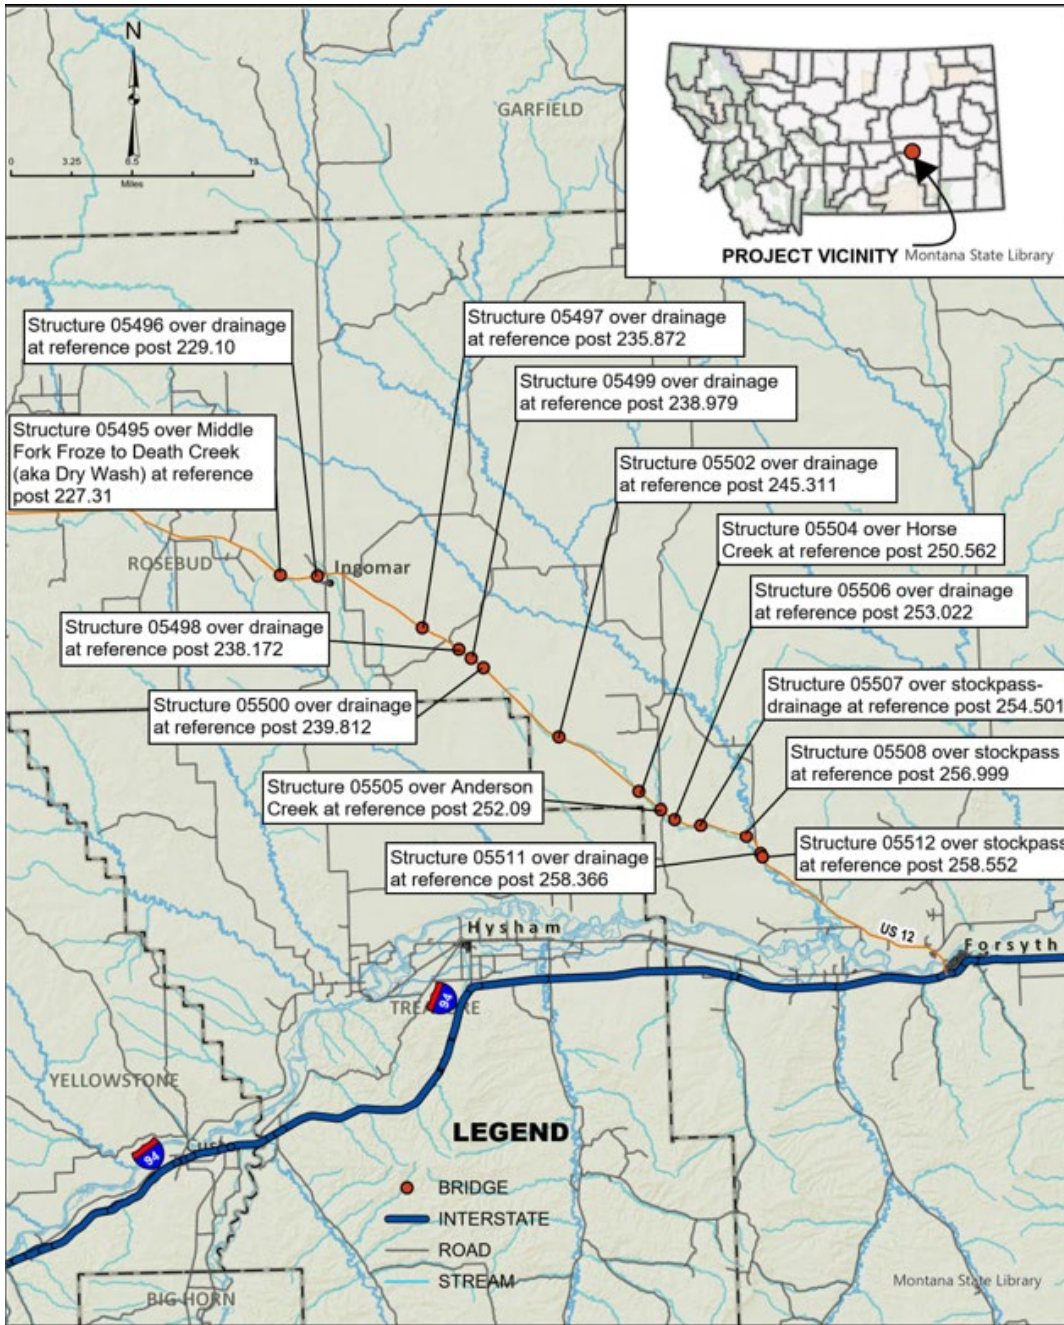 N
GARFIELD
0 3.25 6.5 13
Miles
PROJECT VICINITY Montana State Library
Structure 05496 over drainage
at reference post 229.10
Structure 05497 over drainage
at reference post 235.872
Structure 05499 over drainage
at reference post 238.979
Structure 05495 over Middle
Fork Froze to Death Creek
(aka Dry Wash) at reference
post 227.31
Structure 05502 over drainage
at reference post 245.311
Structure 05504 over Horse
Creek at reference post 250.562
ROSEBUD
Ingomar
Structure 05506 over drainage
at reference post 253.022
Structure 05498 over drainage
at reference post 238.172
Structure 05507 over stockpass-
drainage at reference post 254.501
Structure 05500 over drainage
at reference post 239.812
Structure 05508 over stockpass
at reference post 256.999
Structure 05505 over Anderson
Creek at reference post 252.09
Structure 05511 over drainage
at reference post 258.366
Structure 05512 over stockpass
at reference post 258.552
Hysham
US 12
Forsyth
94
TREASURE
YELLOWSTONE
94
Custer
LEGEND
BRIDGE
INTERSTATE
ROAD
STREAM
Montana State Library
BIG HORN